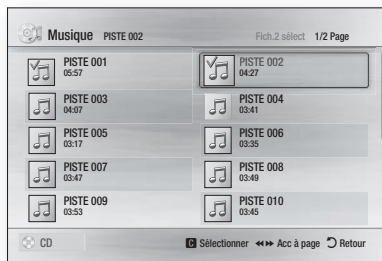 Musique PISTE 002 Fich.2 sélect 1/2 Page
PISTE 001 PISTE 002
05:57 04:27
PISTE 003 PISTE 004
04:07 03:41
PISTE 005 PISTE 006
03:17 03:35
PISTE 007 PISTE 008
03:47 03:49
PISTE 009 PISTE 010
03:53 03:45
CD C Sélectionner Acc à page Retour